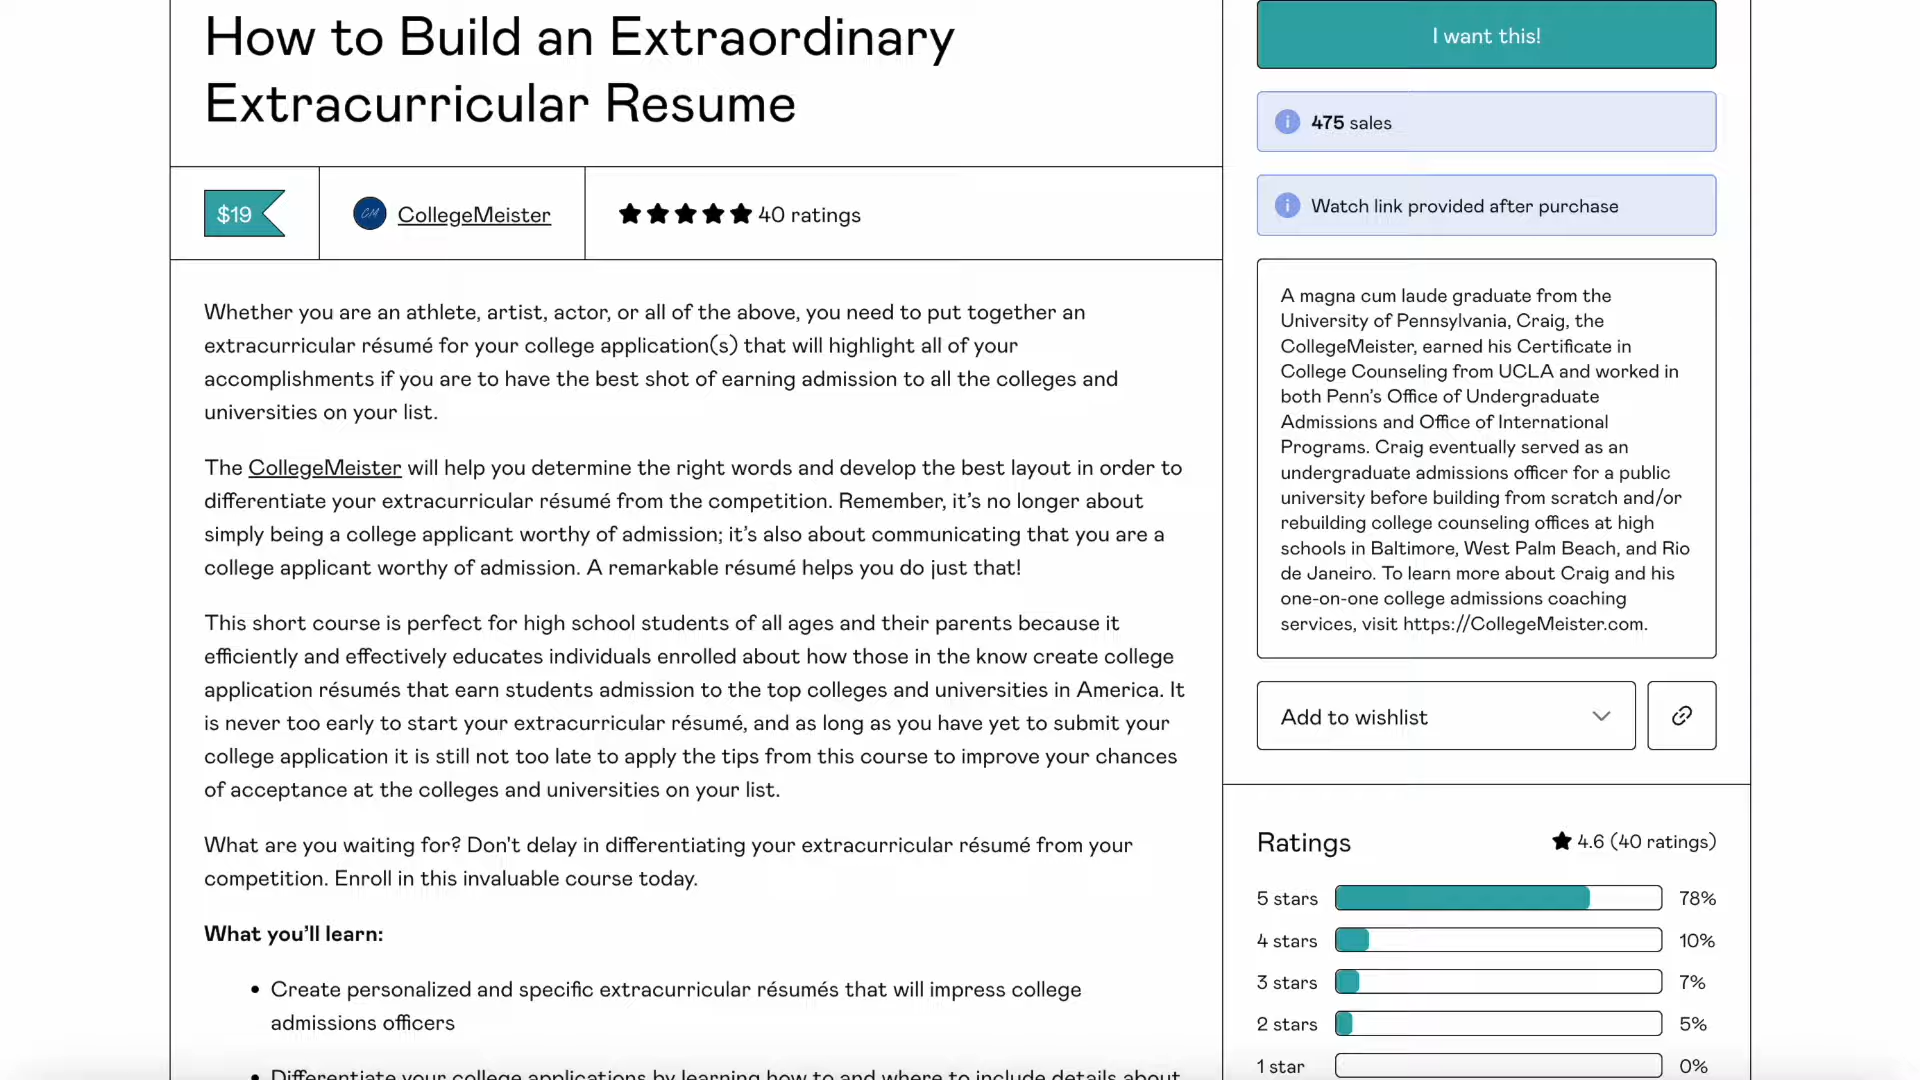 How to Build an Extraordinary
Extracurricular Resume
$19
CM
CollegeMeister
40 ratings
Whether you are an athlete, artist, actor, or all of the above, you need to put together an
extracurricular résumé for your college application(s) that will highlight all of your
accomplishments if you are to have the best shot of earning admission to all the colleges and
universities on your list.
The CollegeMeister will help you determine the right words and develop the best layout in order to
differentiate your extracurricular résumé from the competition. Remember, it’s no longer about
simply being a college applicant worthy of admission; it’s also about communicating that you are a
college applicant worthy of admission. A remarkable résumé helps you do just that!
This short course is perfect for high school students of all ages and their parents because it
efficiently and effectively educates individuals enrolled about how those in the know create college
application résumés that earn students admission to the top colleges and universities in America. It
is never too early to start your extracurricular résumé, and as long as you have yet to submit your
college application it is still not too late to apply the tips from this course to improve your chances
of acceptance at the colleges and universities on your list.
What are you waiting for? Don't delay in differentiating your extracurricular résumé from your
competition. Enroll in this invaluable course today.
What you’ll learn:
• Create personalized and specific extracurricular résumés that will impress college
admissions officers
• Differentiate your college applications by learning how to and where to include details about
I want this!
475 sales
Watch link provided after purchase
A magna cum laude graduate from the
University of Pennsylvania, Craig, the
CollegeMeister, earned his Certificate in
College Counseling from UCLA and worked in
both Penn’s Office of Undergraduate
Admissions and Office of International
Programs. Craig eventually served as an
undergraduate admissions officer for a public
university before building from scratch and/or
rebuilding college counseling offices at high
schools in Baltimore, West Palm Beach, and Rio
de Janeiro. To learn more about Craig and his
one-on-one college admissions coaching
services, visit https://CollegeMeister.com.
Add to wishlist
Ratings
4.6 (40 ratings)
5 stars 78%
4 stars 10%
3 stars 7%
2 stars 5%
1 star 0%